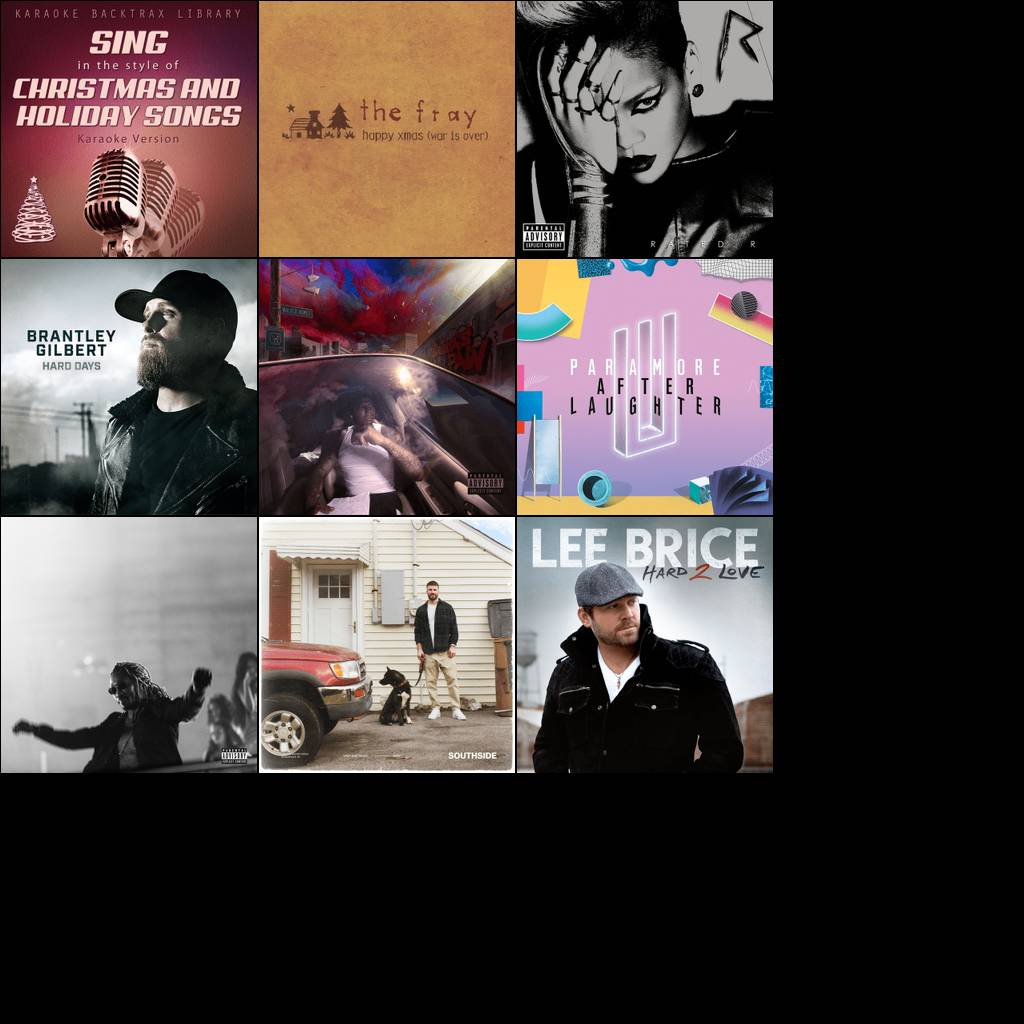 KARAOKE BACKTRAX LIBRARY
SING
in the style of
CHRISTMAS AND
HOLIDAY SONGS
Karaoke Version
the fray
happy xmas (war is over)
R
PARENTAL
ADVISORY
EXPLICIT CONTENT
RATED R
BRANTLEY
GILBERT
HARD DAYS
PARENTAL
ADVISORY
EXPLICIT CONTENT
PARAMORE
AFTER
LAUGHTER
PARENTAL
ADVISORY
EXPLICIT CONTENT
SOUTHSIDE
LEE BRICE
HARD 2 LOVE